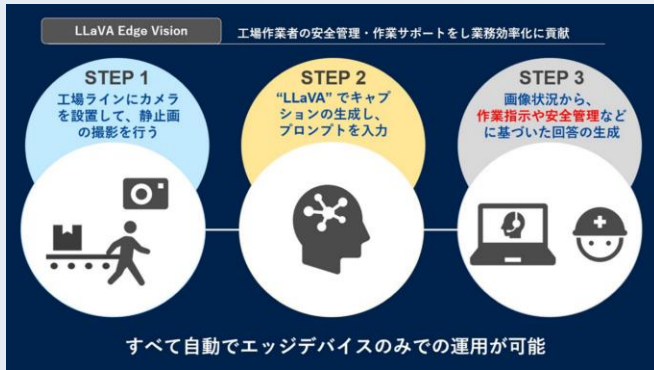 LLaVA Edge Vision
工場作業者の安全管理・作業サポートをし業務効率化に貢献
STEP 1
工場ラインにカメラ
を設置して、静止画
の撮影を行う
STEP 2
“LLaVA” でキャプ
ションの生成し、
プロンプトを入力
STEP 3
画像状況から、
作業指示や安全管理など
に基づいた回答の生成
すべて自動でエッジデバイスのみでの運用が可能